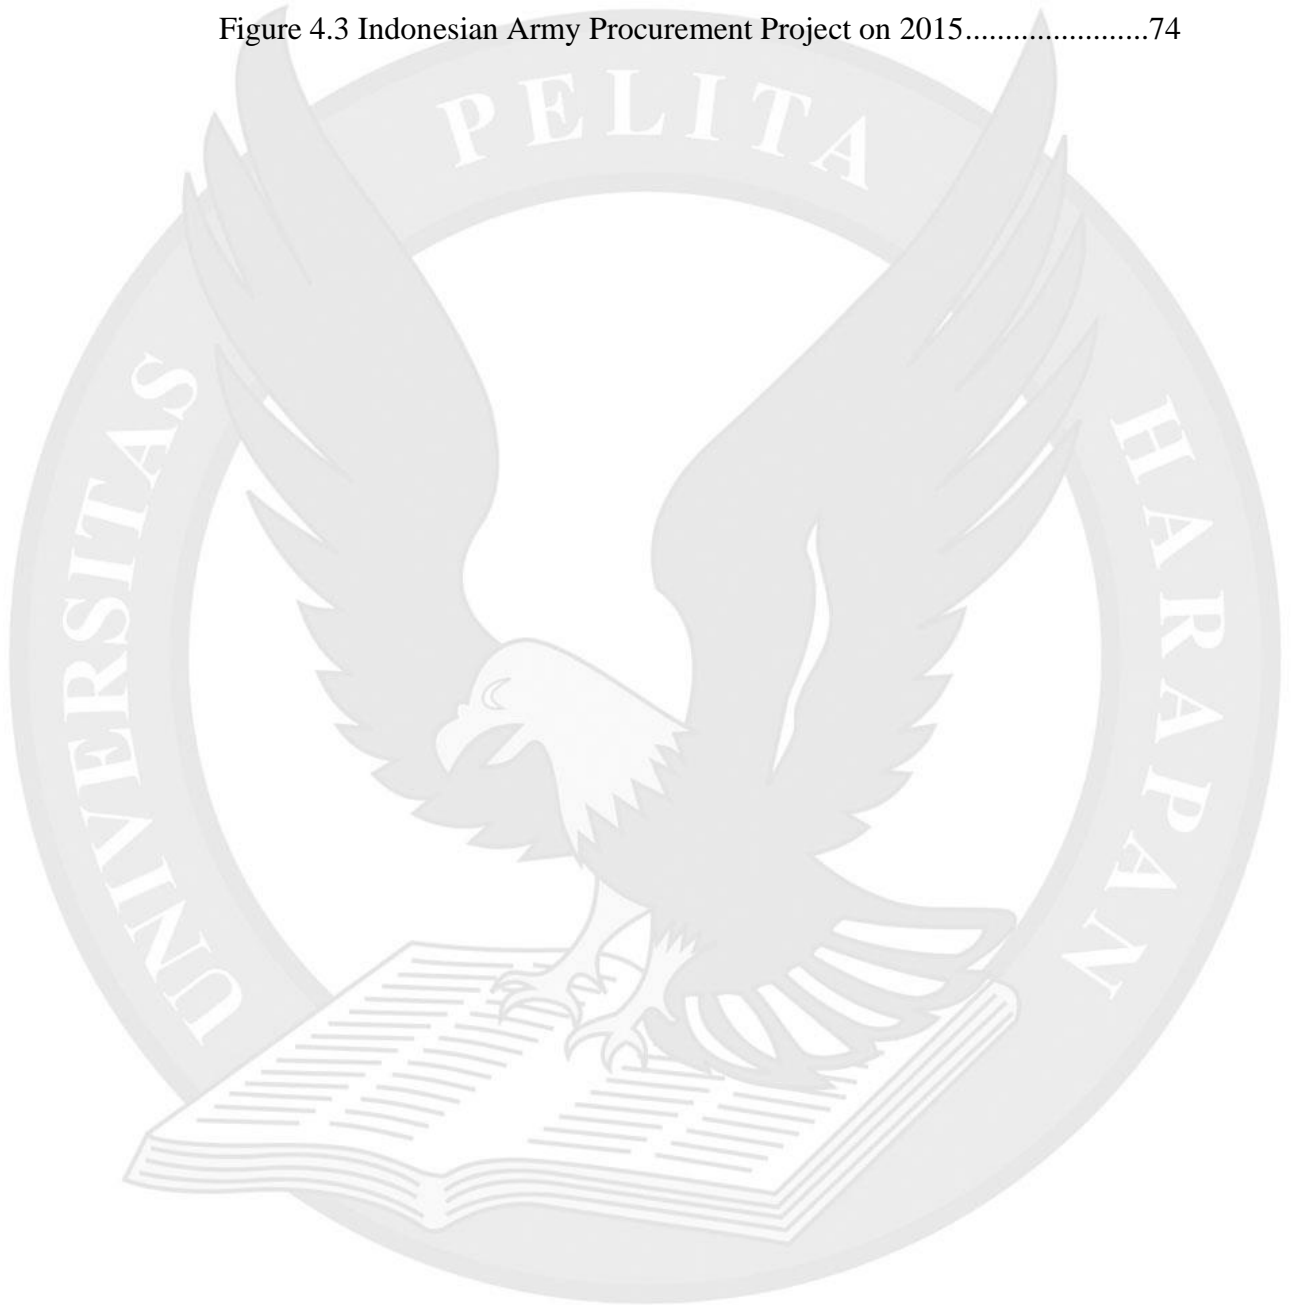 Figure 4.3 Indonesian Army Procurement Project on 2015.......................74
UNIVERSITAS PELITA HARAPAN